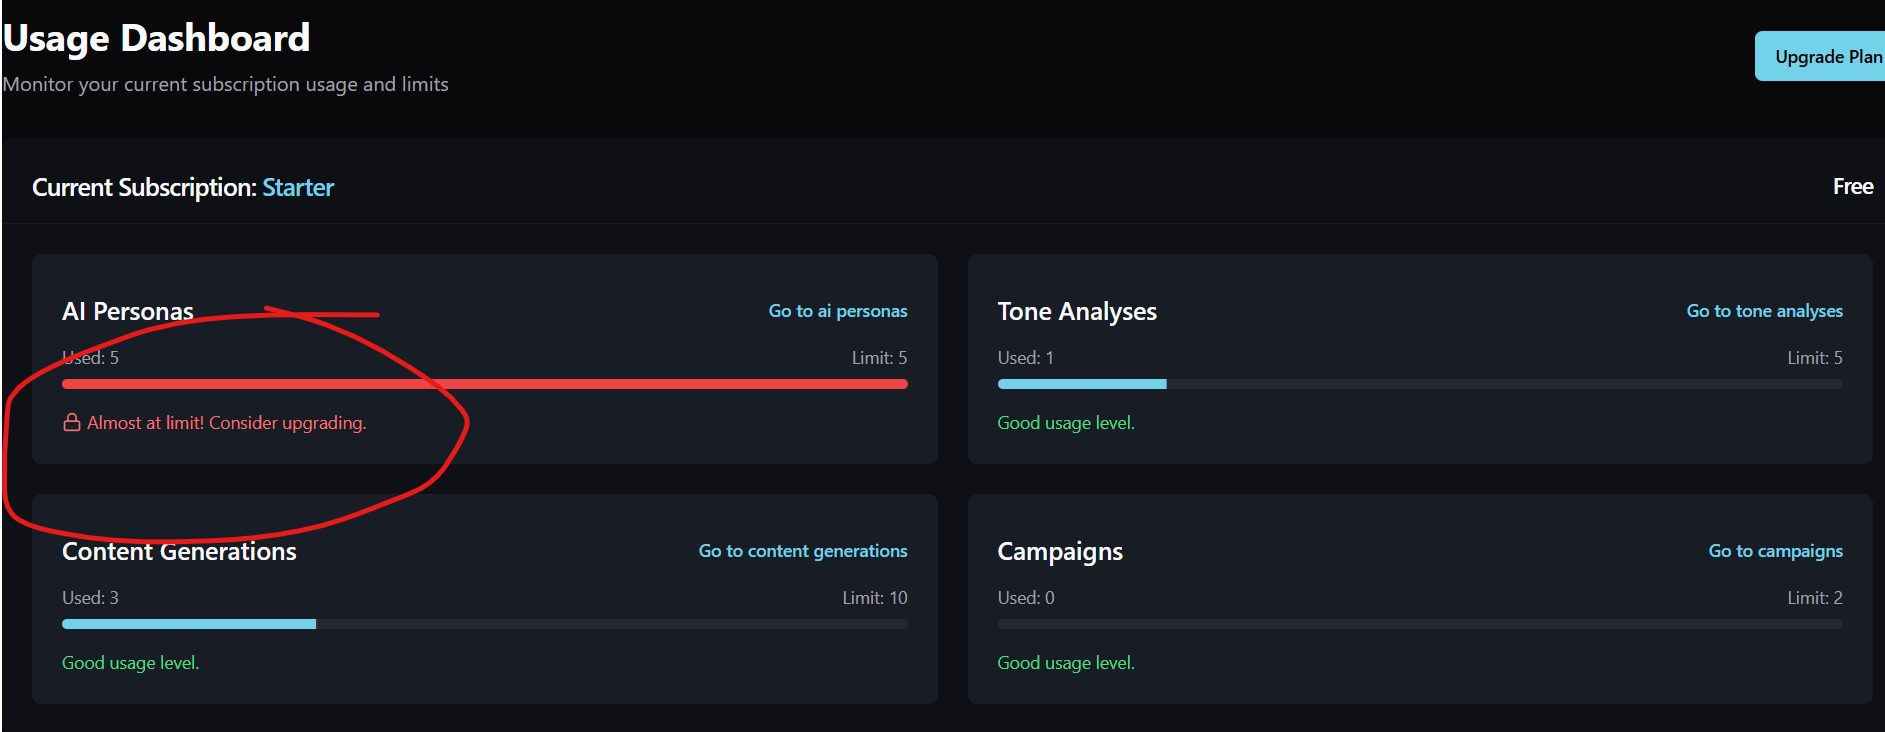 Usage Dashboard
Upgrade Plan
Monitor your current subscription usage and limits
Current Subscription: Starter
Free
AI Personas
Go to ai personas
Used: 5
Limit: 5
Almost at limit! Consider upgrading.
Tone Analyses
Go to tone analyses
Used: 1
Limit: 5
Good usage level.
Content Generations
Go to content generations
Used: 3
Limit: 10
Good usage level.
Campaigns
Go to campaigns
Used: 0
Limit: 2
Good usage level.